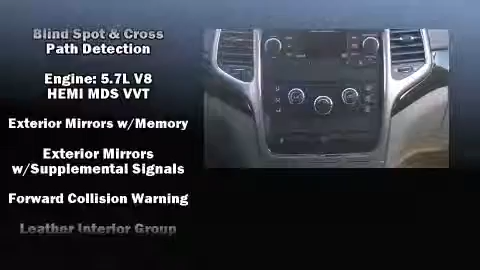 Blind Spot & Cross
Path Detection
Engine: 5.7L V8
HEMI MDS VVT
Exterior Mirrors w/Memory
Exterior Mirrors
w/Supplemental Signals
Forward Collision Warning
Leather Interior Group